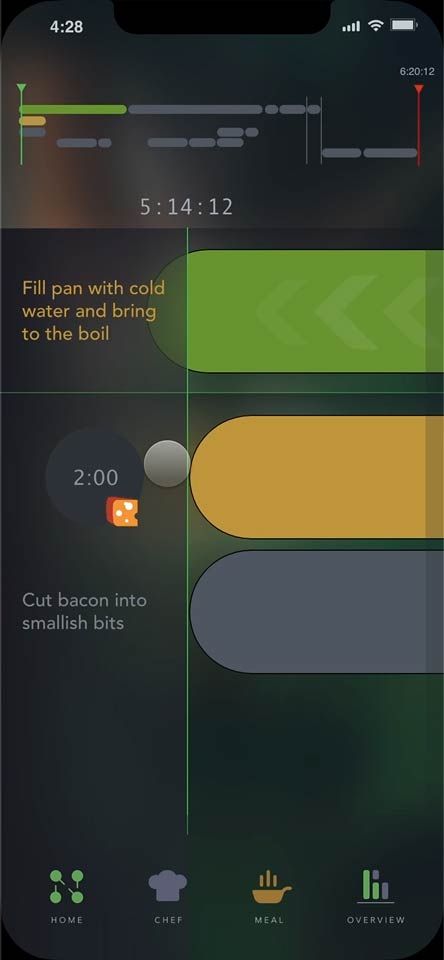 4:28
6:20:12
5:14:12
Fill pan with cold
water and bring
to the boil
2:00
Cut bacon into
smallish bits
HOME CHEF MEAL OVERVIEW